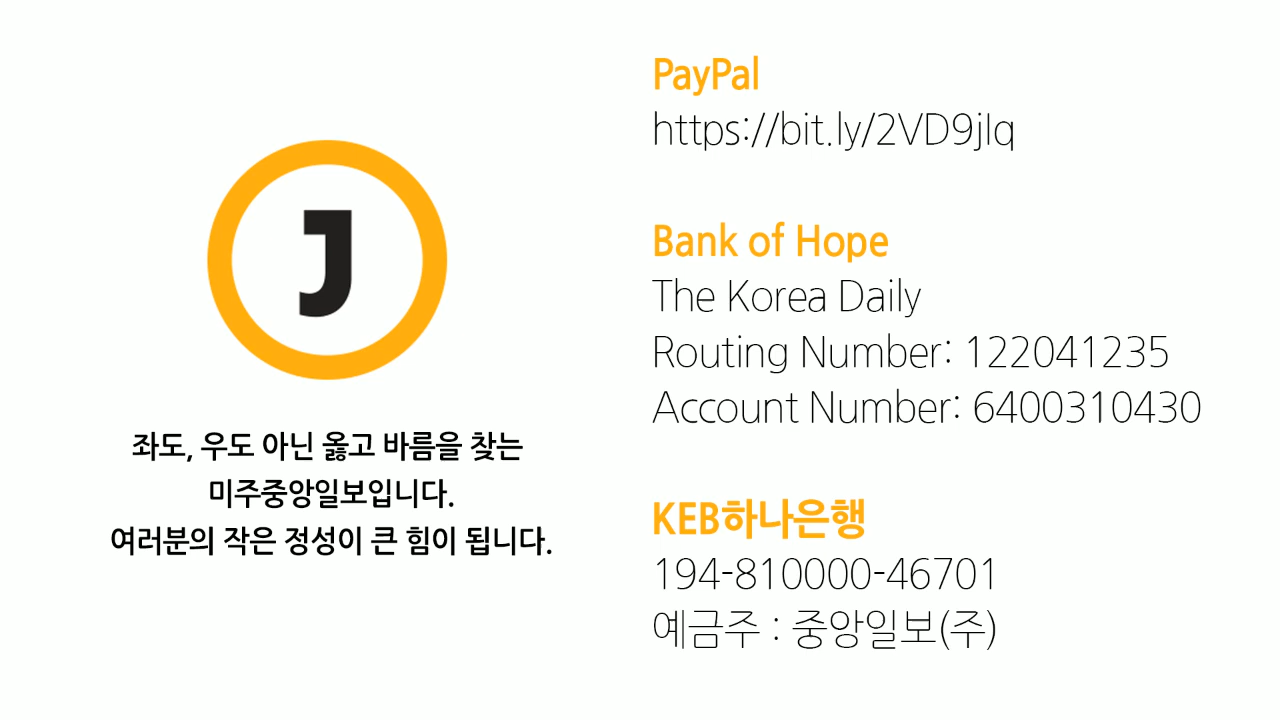 J
좌도, 우도 아닌 옳고 바름을 찾는
미주중앙일보입니다.
여러분의 작은 정성이 큰 힘이 됩니다.
PayPal
https://bit.ly/2VD9jIq
Bank of Hope
The Korea Daily
Routing Number: 122041235
Account Number: 6400310430
KEB하나은행
194-810000-46701
예금주 : 중앙일보(주)